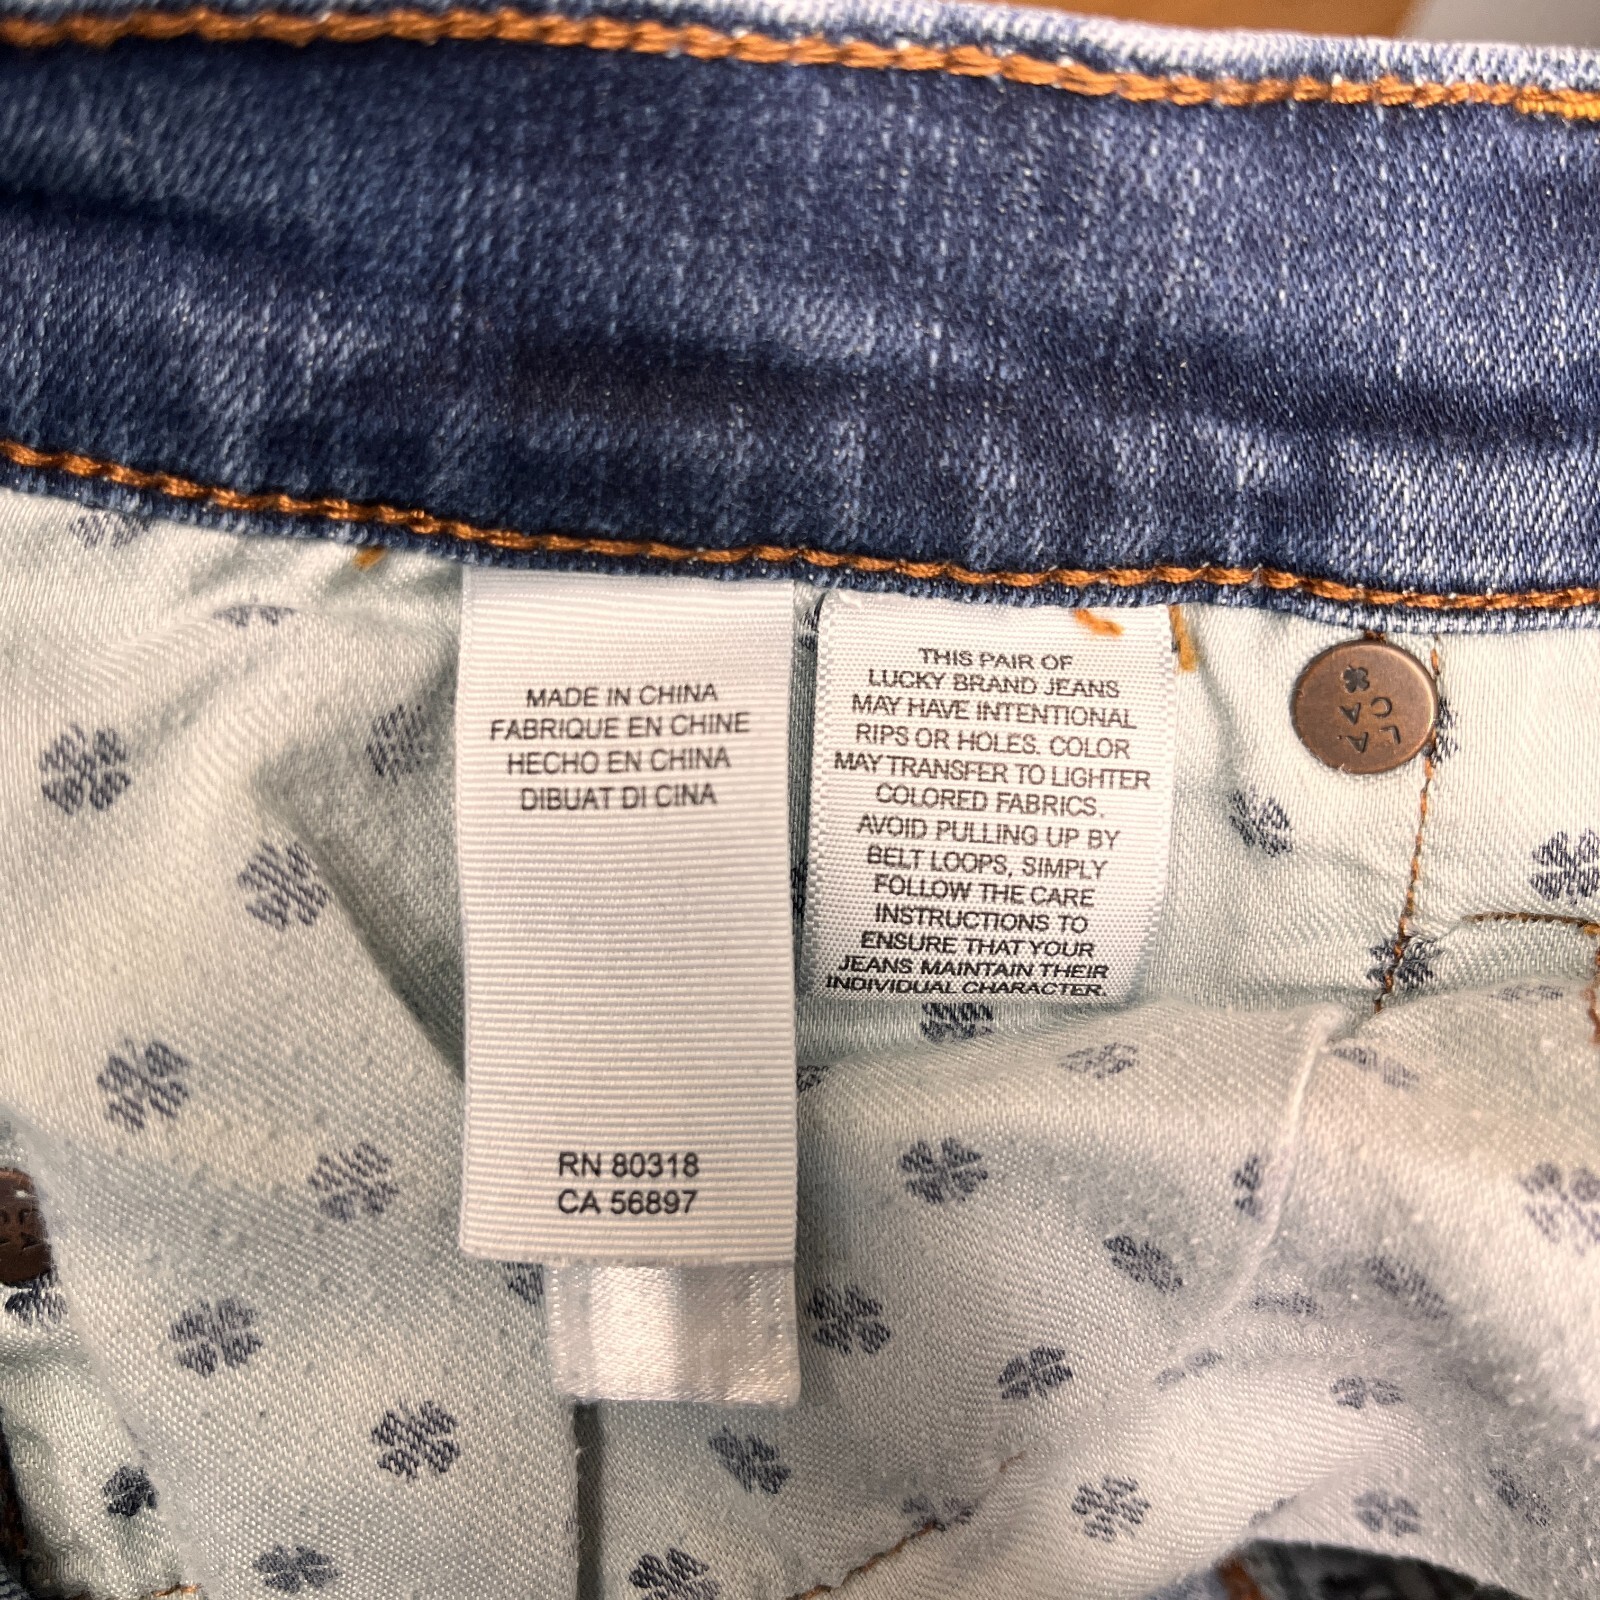 MADE IN CHINA
FABRIQUE EN CHINE
HECHO EN CHINA
DIBUAT DI CINA
RN 80318
CA 56897
THIS PAIR OF
LUCKY BRAND JEANS
MAY HAVE INTENTIONAL
RIPS OR HOLES. COLOR
MAY TRANSFER TO LIGHTER
COLORED FABRICS.
AVOID PULLING UP BY
BELT LOOPS, SIMPLY
FOLLOW THE CARE
INSTRUCTIONS TO
ENSURE THAT YOUR
JEANS MAINTAIN THEIR
INDIVIDUAL CHARACTER.
L.A.
CA